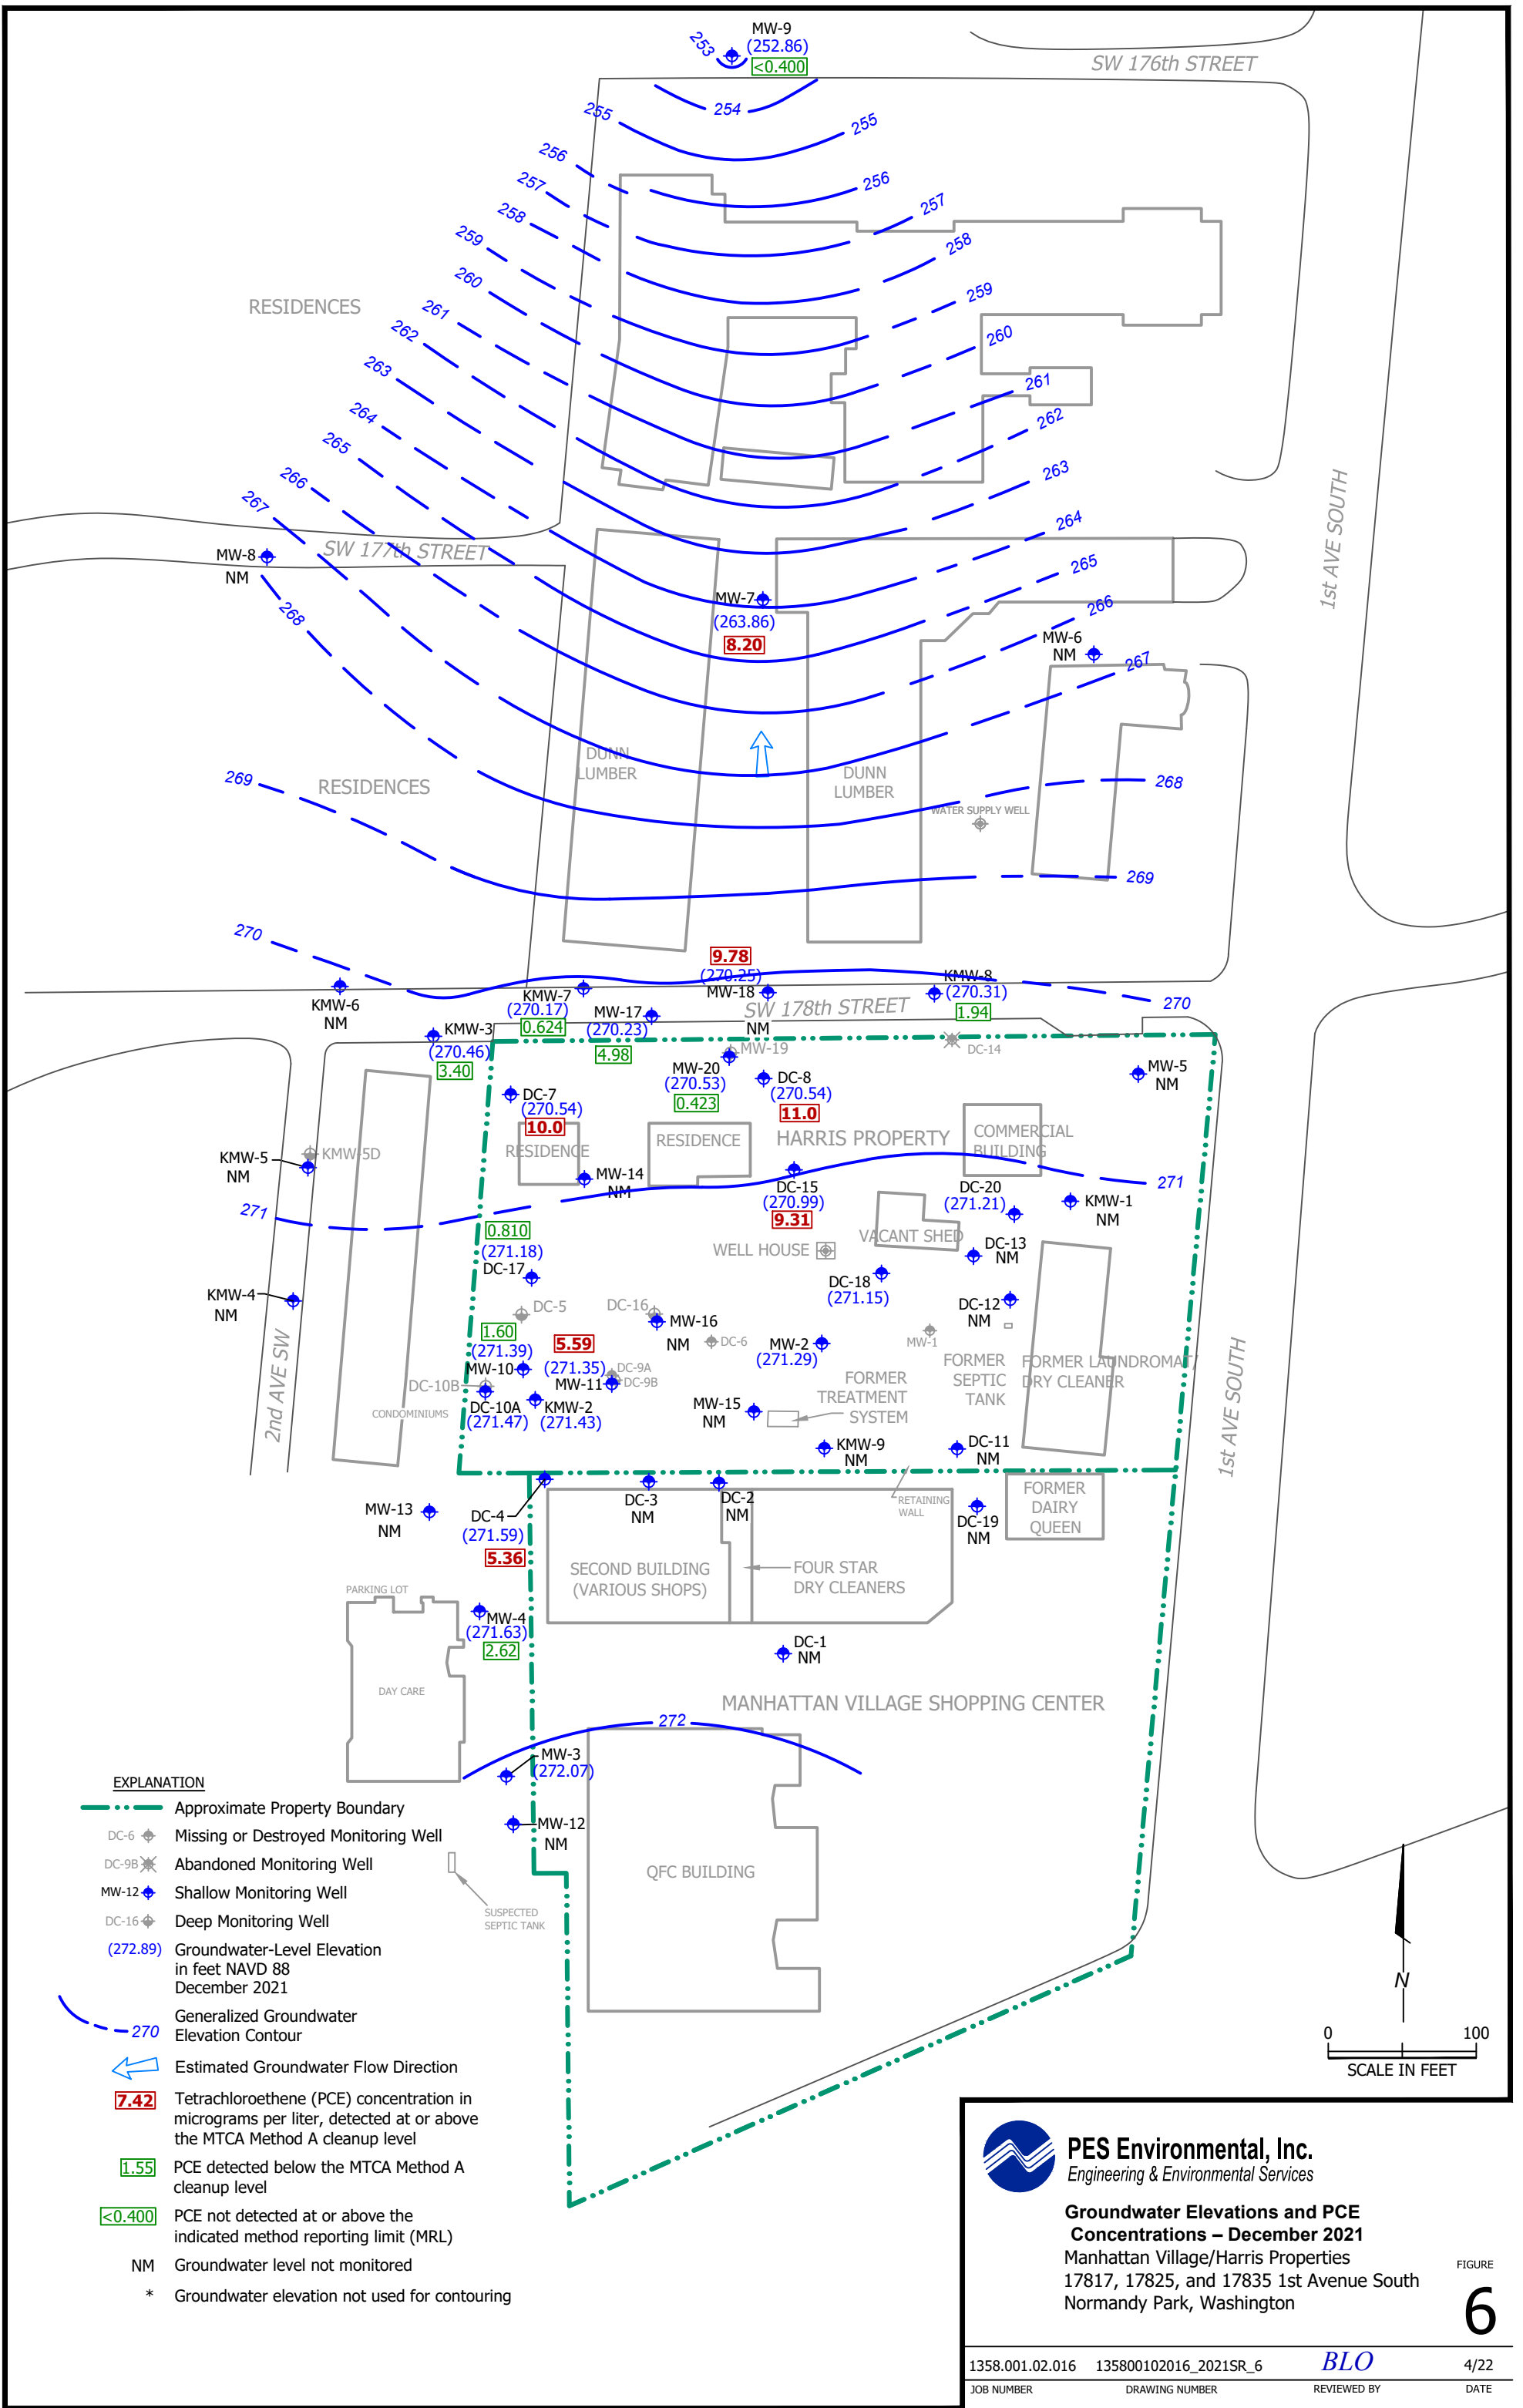 MW-9
(252.86)
<0.400
253
SW 176th STREET
254
255
255
256
256
257
257
258
258
259
259
260
260
261
261
262
262
263
263
264
264
265
265
266
266
267
267
268
268
269
269
270
270
RESIDENCES
MW-8
NM
SW 177th STREET
1st AVE SOUTH
MW-7
(263.86)
8.20
MW-6
NM
DUNN
LUMBER
DUNN
LUMBER
RESIDENCES
WATER SUPPLY WELL
9.78
(270.25)
MW-18
KMW-8
(270.31)
1.94
KMW-6
NM
KMW-7
(270.17)
0.624
MW-17
(270.23)
4.98
SW 178th STREET
NM
MW-19
KMW-3
(270.46)
3.40
DC-14
MW-20
(270.53)
0.423
DC-8
(270.54)
11.0
MW-5
NM
DC-7
(270.54)
10.0
RESIDENCE
RESIDENCE
HARRIS PROPERTY
COMMERCIAL
BUILDING
KMW-5
NM
KMW-5D
MW-14
NM
DC-15
(270.99)
9.31
DC-20
(271.21)
271
271
KMW-1
NM
0.810
(271.18)
DC-17
WELL HOUSE
VACANT SHED
DC-13
NM
DC-18
(271.15)
KMW-4
NM
DC-12
NM
DC-5
DC-16
MW-16
NM
DC-6
MW-2
(271.29)
MW-1
1.60
(271.39)
MW-10
5.59
(271.35)
MW-11
DC-9A
DC-9B
DC-10B
DC-10A
(271.47)
KMW-2
(271.43)
FORMER
SEPTIC
TANK
FORMER LAUNDROMAT/
DRY CLEANER
FORMER
TREATMENT
SYSTEM
MW-15
NM
KMW-9
NM
DC-11
NM
CONDOMINIUMS
2nd AVE SW
1st AVE SOUTH
MW-13
NM
DC-4
(271.59)
5.36
DC-3
NM
DC-2
NM
RETAINING
WALL
DC-19
NM
FORMER
DAIRY
QUEEN
SECOND BUILDING
(VARIOUS SHOPS)
FOUR STAR
DRY CLEANERS
PARKING LOT
MW-4
(271.63)
2.62
DC-1
NM
DAY CARE
MANHATTAN VILLAGE SHOPPING CENTER
272
MW-3
(272.07)
MW-12
NM
QFC BUILDING
SUSPECTED
SEPTIC TANK
EXPLANATION
Approximate Property Boundary
DC-6 Missing or Destroyed Monitoring Well
DC-9B Abandoned Monitoring Well
MW-12 Shallow Monitoring Well
DC-16 Deep Monitoring Well
(272.89) Groundwater-Level Elevation
in feet NAVD 88
December 2021
270 Generalized Groundwater
Elevation Contour
Estimated Groundwater Flow Direction
7.42 Tetrachloroethene (PCE) concentration in
micrograms per liter, detected at or above
the MTCA Method A cleanup level
1.55 PCE detected below the MTCA Method A
cleanup level
<0.400 PCE not detected at or above the
indicated method reporting limit (MRL)
NM Groundwater level not monitored
* Groundwater elevation not used for contouring
N
0 100
SCALE IN FEET
PES Environmental, Inc.
Engineering & Environmental Services
Groundwater Elevations and PCE
Concentrations – December 2021
Manhattan Village/Harris Properties
17817, 17825, and 17835 1st Avenue South
Normandy Park, Washington
FIGURE
6
1358.001.02.016 135800102016_2021SR_6 BLO 4/22
JOB NUMBER DRAWING NUMBER REVIEWED BY DATE